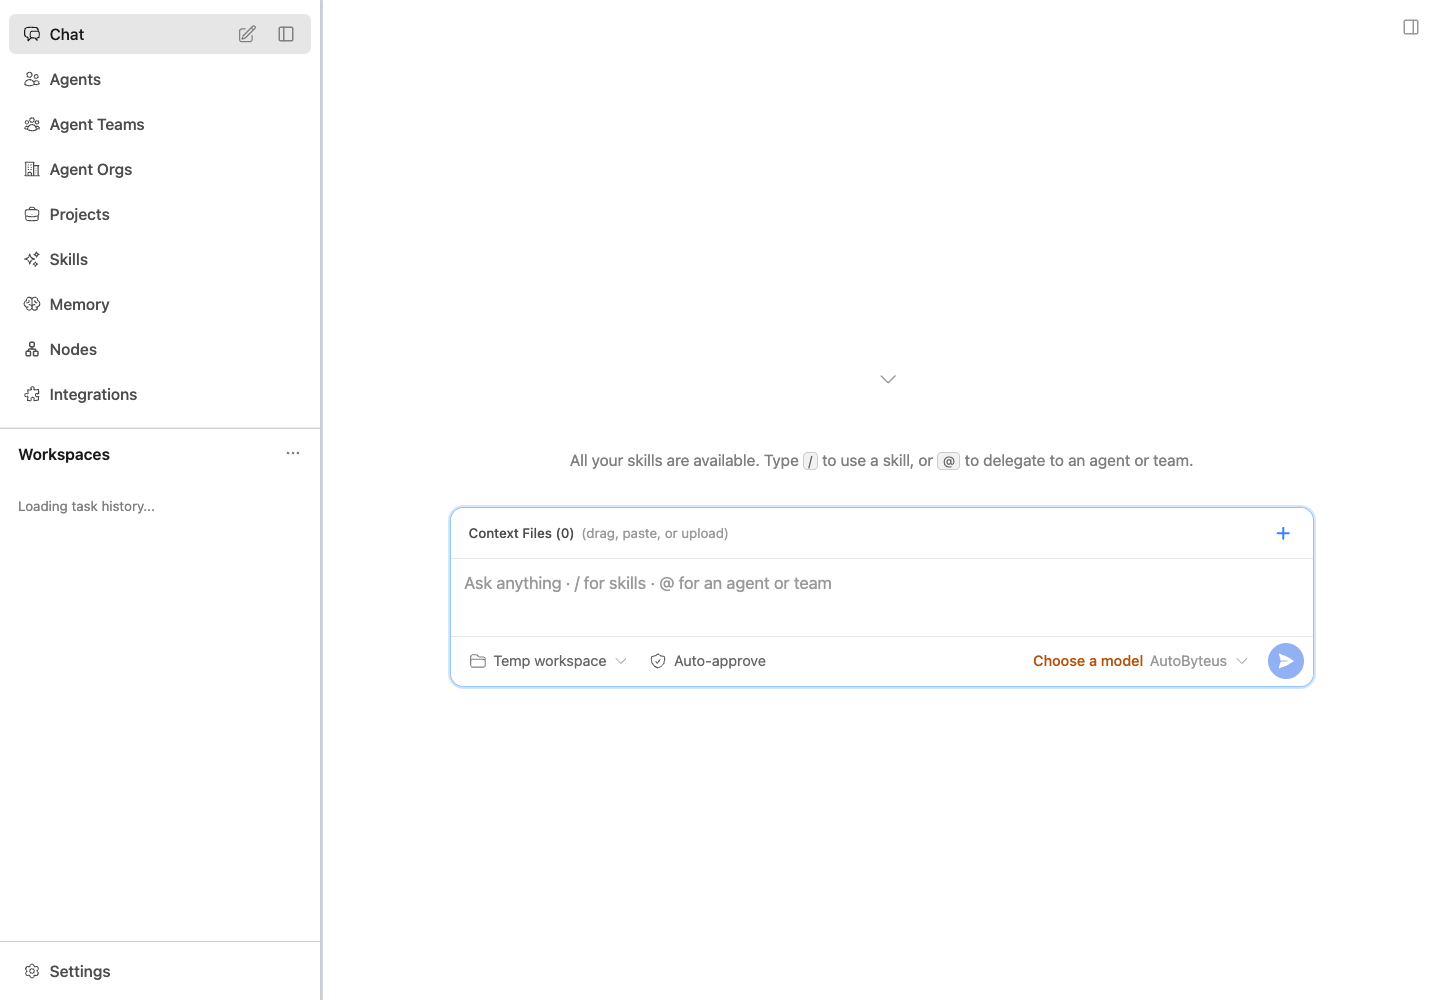 Chat
Agents
Agent Teams
Agent Orgs
Projects
Skills
Memory
Nodes
Integrations
Workspaces
Loading task history...
Settings
All your skills are available. Type / to use a skill, or @ to delegate to an agent or team.
Context Files (0) (drag, paste, or upload)
Ask anything · / for skills · @ for an agent or team
Temp workspace Auto-approve Choose a model AutoByteus